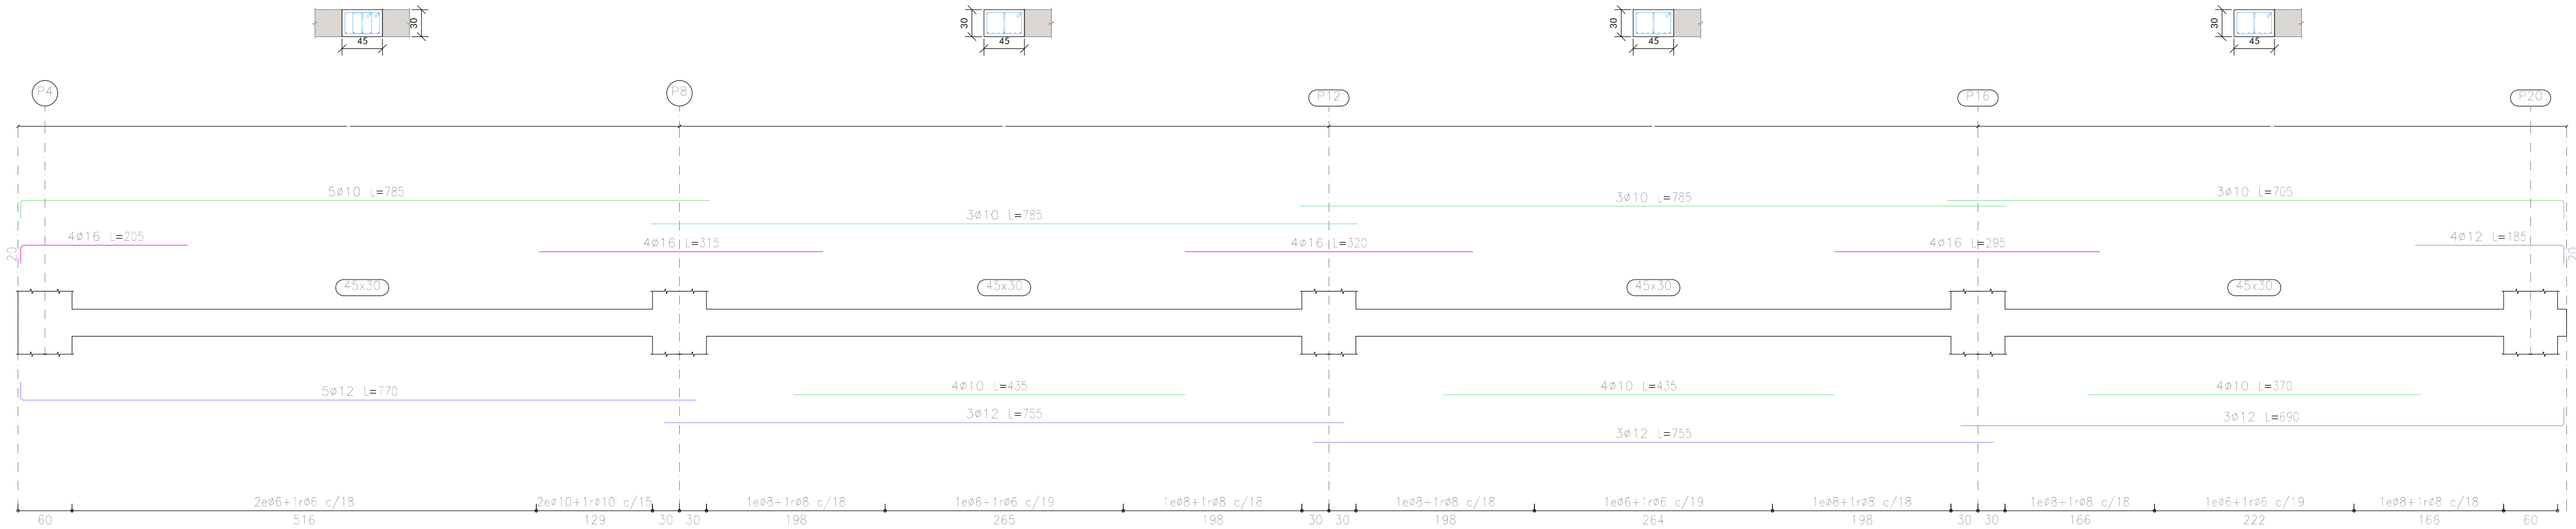 30
45
30
45
30
45
30
45
P4
P8
P12
P16
P20
5ø10 L=785
3ø10 L=785
3ø10 L=785
3ø10 L=705
20
4ø16 L=205
4ø16 L=315
4ø16 L=320
4ø16 L=295
4ø12 L=185
20
45x30
45x30
45x30
45x30
5ø12 L=770
4ø10 L=435
4ø10 L=435
4ø10 L=370
3ø12 L=755
3ø12 L=690
3ø12 L=755
2eø6+1rø6 c/18
2eø10+1rø10 c/15
1eø8+1rø8 c/18
1eø6+1rø6 c/19
1eø8+1rø8 c/18
1eø8+1rø8 c/18
1eø6+1rø6 c/19
1eø8+1rø8 c/18
1eø8+1rø8 c/18
1eø6+1rø6 c/19
1eø8+1rø8 c/18
60
516
129
30
30
198
265
198
30
30
198
264
198
30
30
166
222
166
60